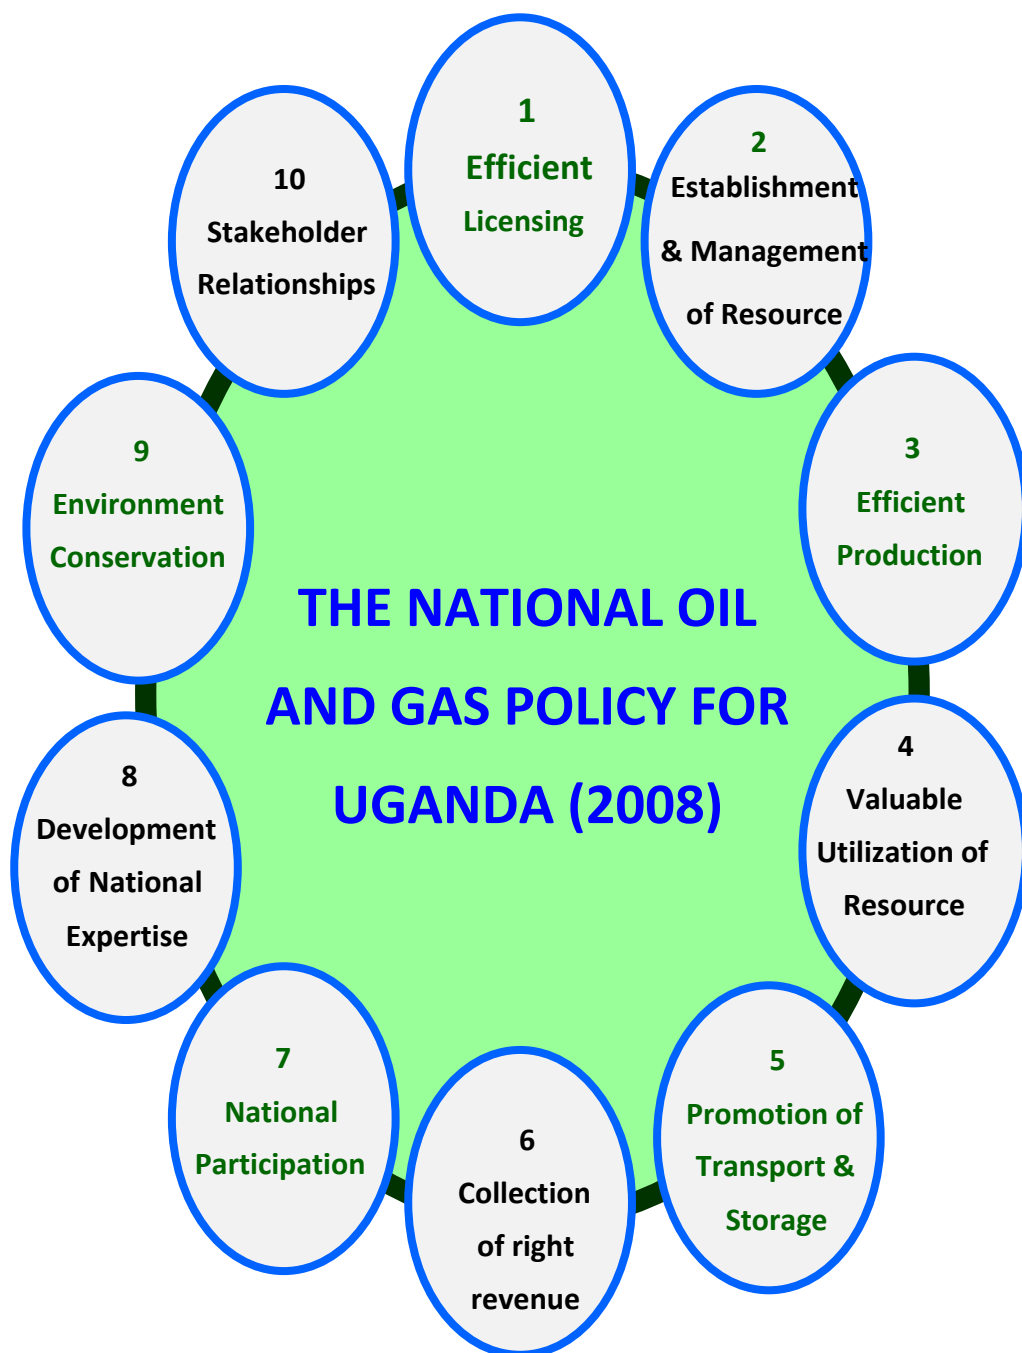 1
Efficient
Licensing
2
Establishment
& Management
of Resource
3
Efficient
Production
4
Valuable
Utilization of
Resource
5
Promotion of
Transport &
Storage
6
Collection
of right
revenue
7
National
Participation
8
Development
of National
Expertise
9
Environment
Conservation
10
Stakeholder
Relationships
THE NATIONAL OIL
AND GAS POLICY FOR
UGANDA (2008)